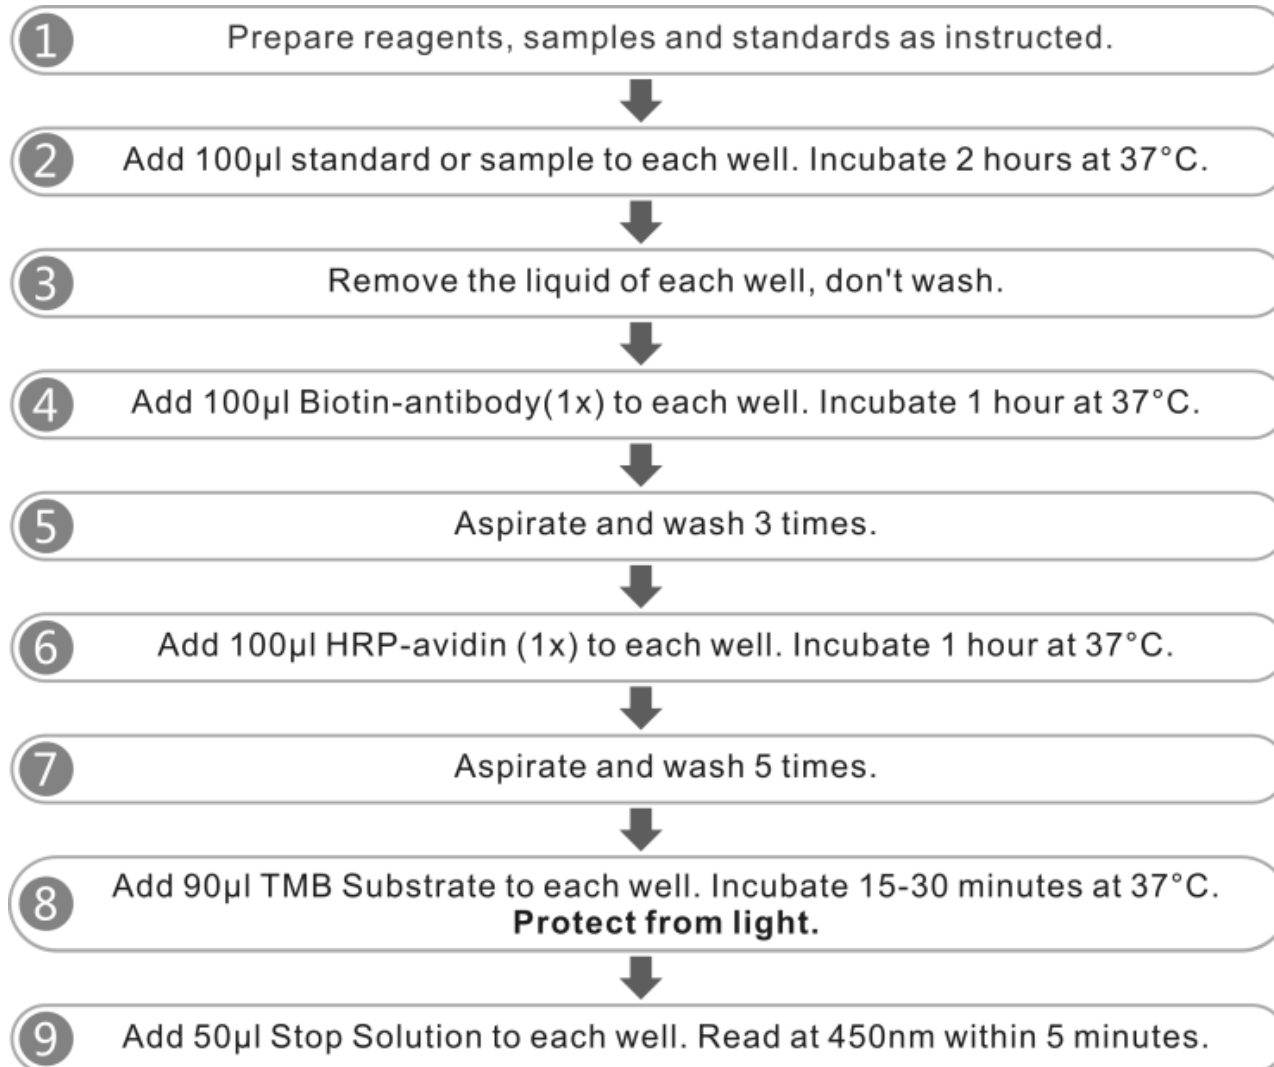 1 Prepare reagents, samples and standards as instructed.
2 Add 100µl standard or sample to each well. Incubate 2 hours at 37°C.
3 Remove the liquid of each well, don't wash.
4 Add 100µl Biotin-antibody(1x) to each well. Incubate 1 hour at 37°C.
5 Aspirate and wash 3 times.
6 Add 100µl HRP-avidin (1x) to each well. Incubate 1 hour at 37°C.
7 Aspirate and wash 5 times.
8 Add 90µl TMB Substrate to each well. Incubate 15-30 minutes at 37°C.
Protect from light.
9 Add 50µl Stop Solution to each well. Read at 450nm within 5 minutes.